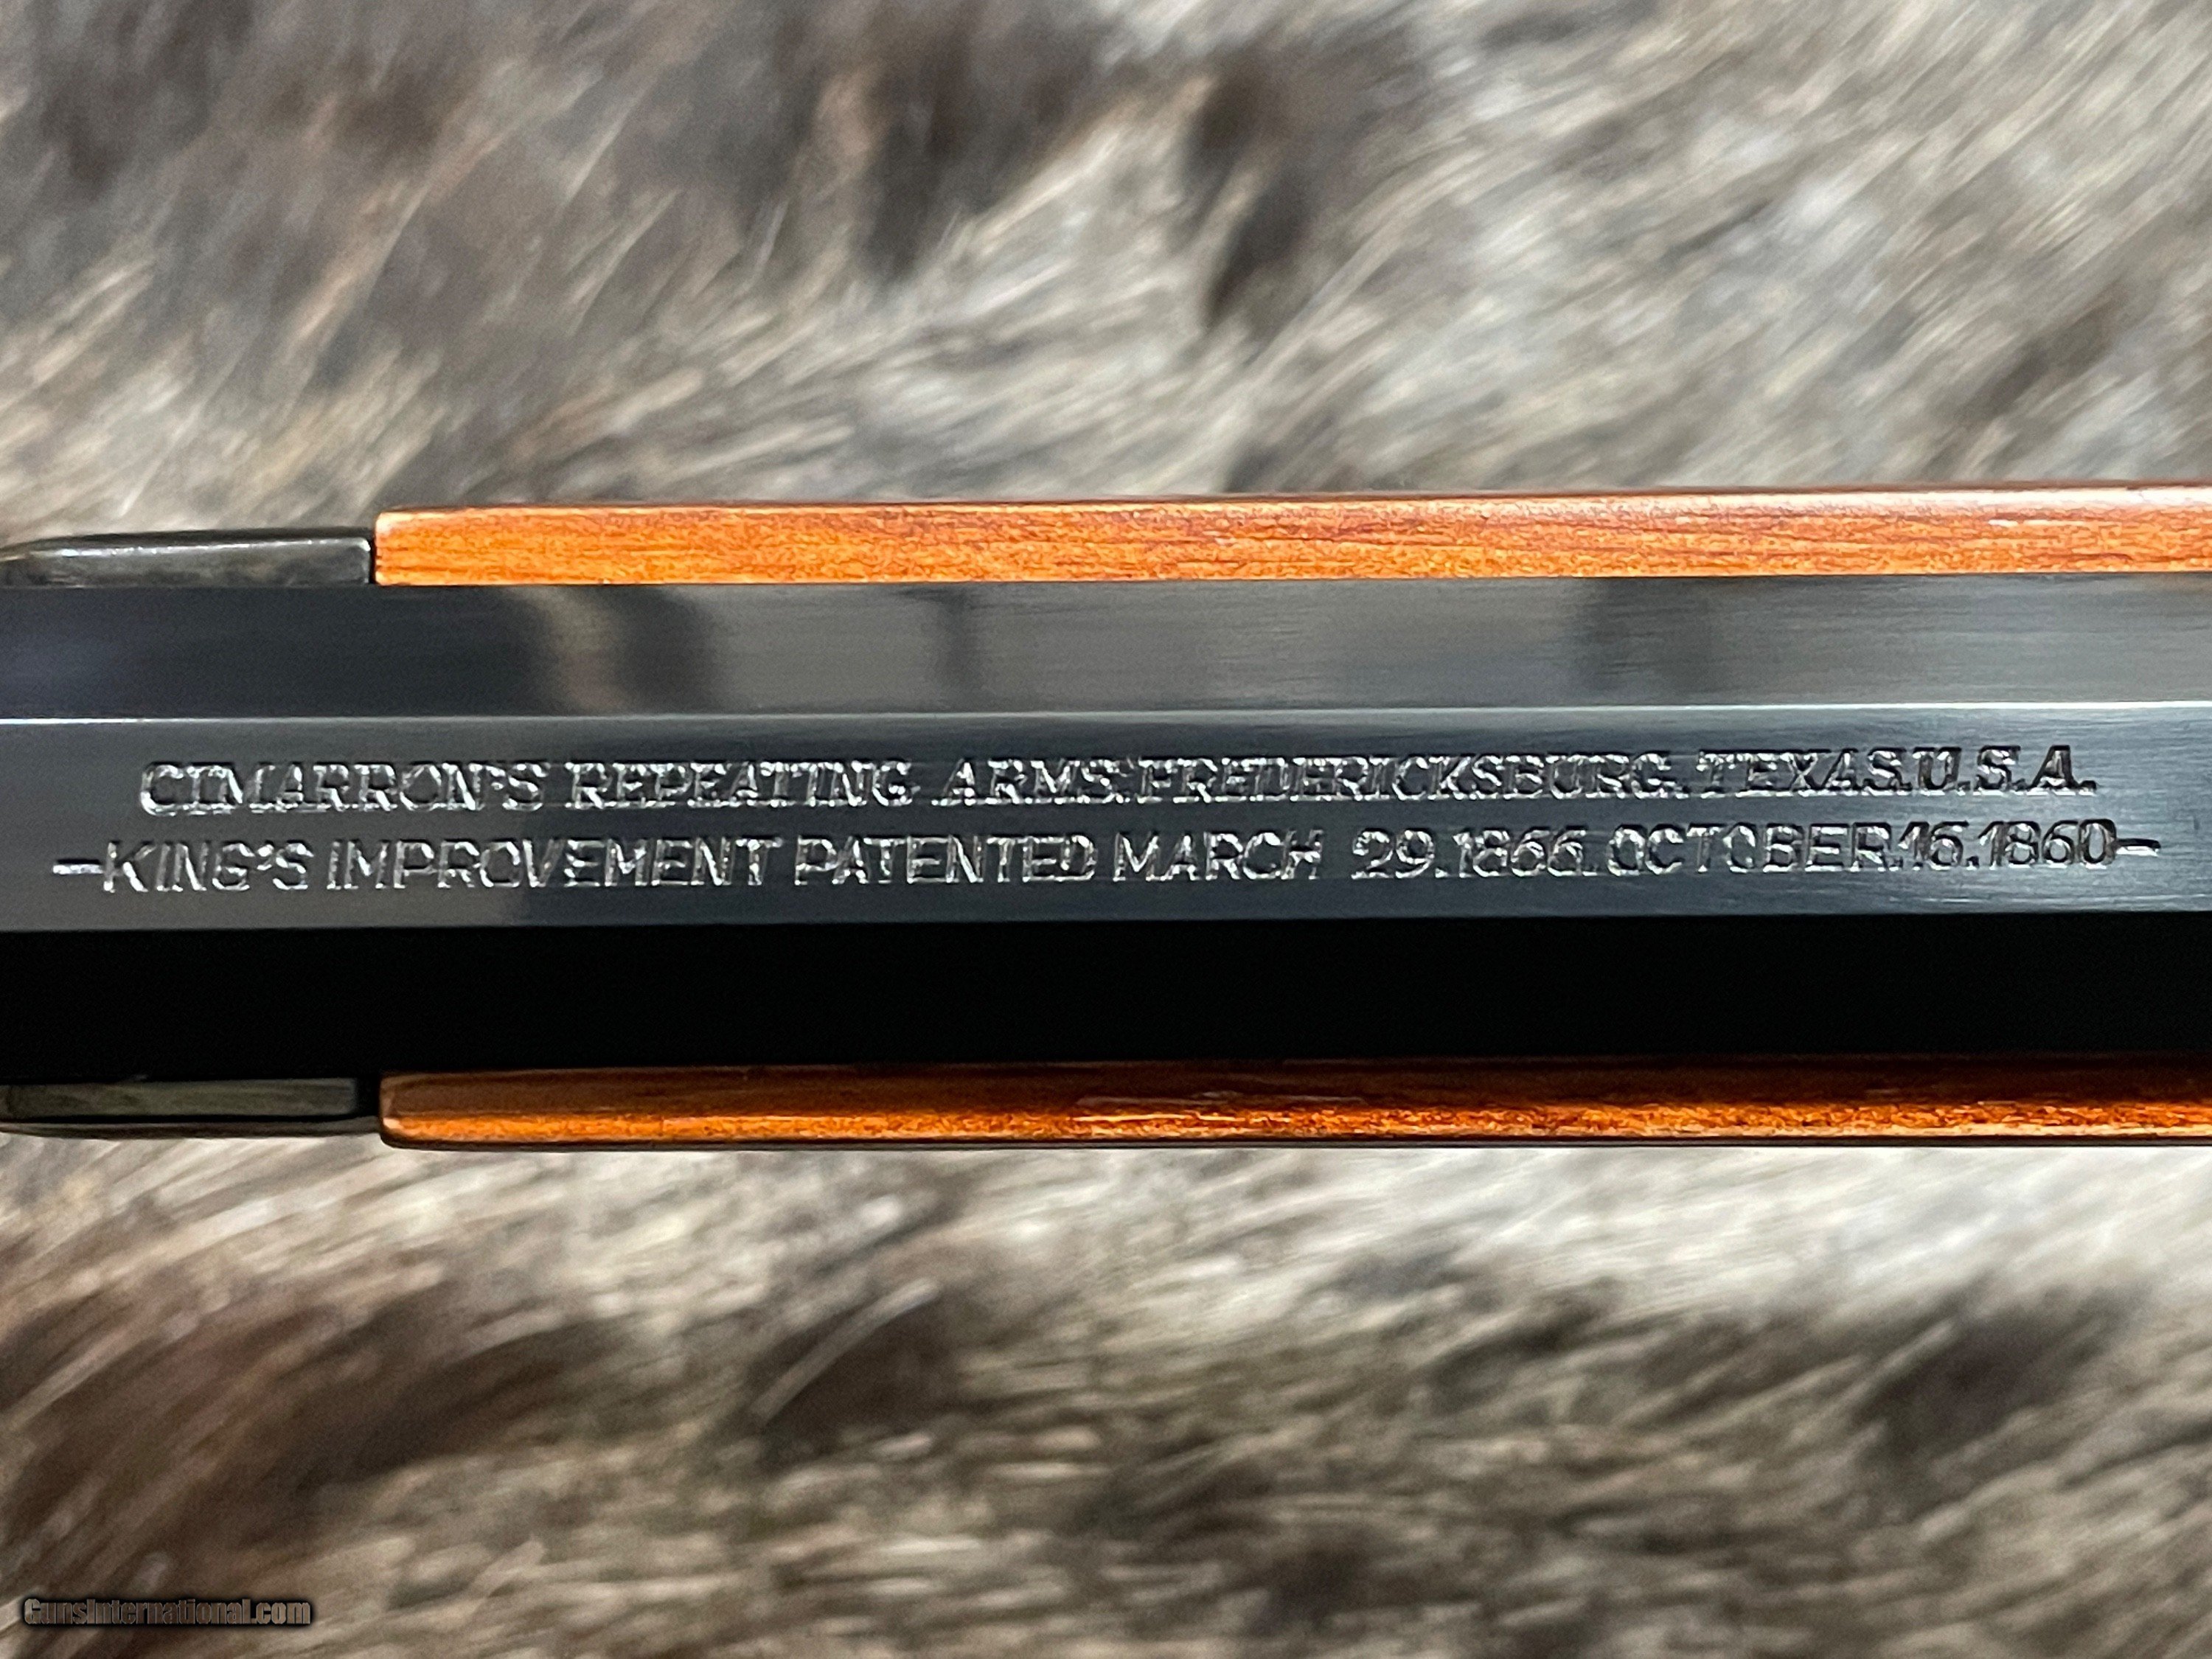 CIMARRON'S REPEATING ARMS.FREDERICKSBURG.TEXAS.U.S.A.
-KING'S IMPROVEMENT PATENTED MARCH 29.1866.OCTOBER.16.1860-
GunsInternational.com